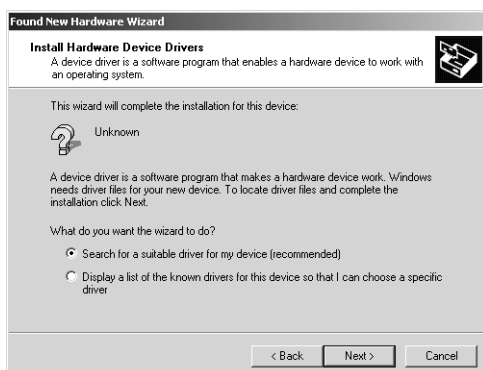 Found New Hardware Wizard
Install Hardware Device Drivers
A device driver is a software program that enables a hardware device to work with
an operating system.
This wizard will complete the installation for this device:
Unknown
A device driver is a software program that makes a hardware device work. Windows
needs driver files for your new device. To locate driver files and complete the
installation click Next.
What do you want the wizard to do?
Search for a suitable driver for my device (recommended)
Display a list of the known drivers for this device so that I can choose a specific
driver
< Back Next > Cancel